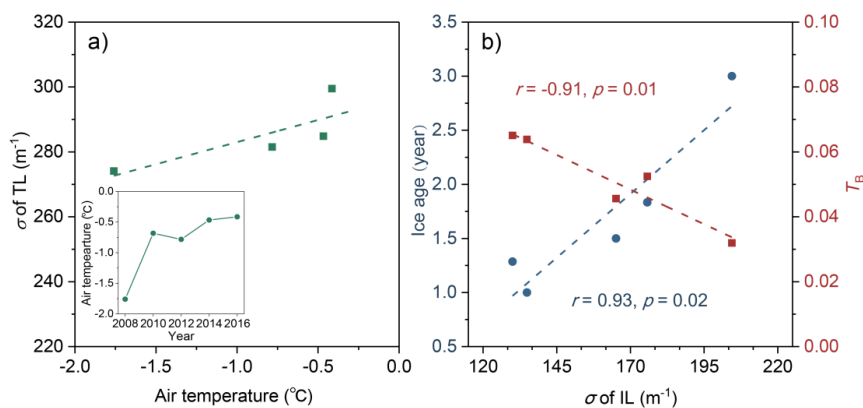 a)
320
300
280
260
240
220
σ of TL (m⁻¹)
-2.0 -1.5 -1.0 -0.5 0.0
Air temperature (℃)
0.0
-0.5
-1.0
-1.5
-2.0
Air tempearture (℃)
2008 2010 2012 2014 2016
Year
b)
3.5
3.0
2.5
2.0
1.5
1.0
0.5
Ice age (year)
r = -0.91, p = 0.01
r = 0.93, p = 0.02
120 145 170 195 220
σ of IL (m⁻¹)
0.10
0.08
0.06
0.04
0.02
0.00
T_B